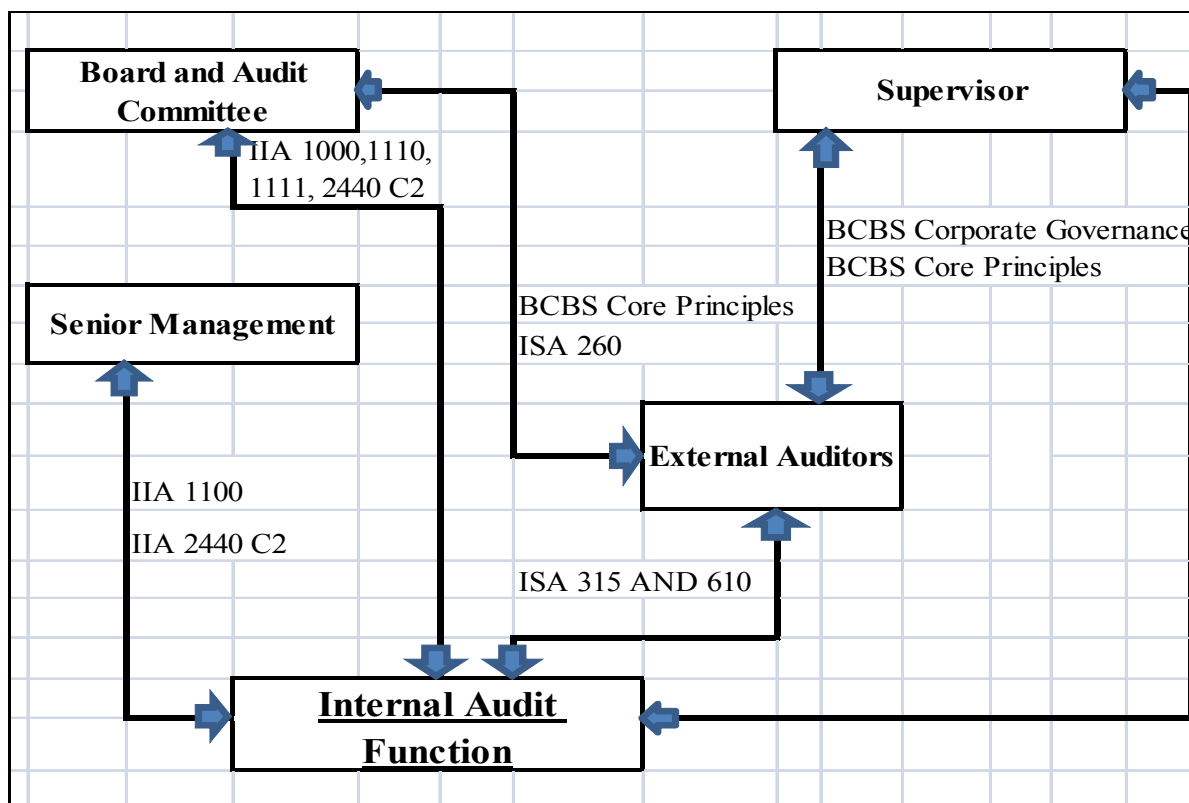 Board and Audit
Committee
Supervisor
IIA 1000,1110,
1111, 2440 C2
BCBS Corporate Governance
BCBS Core Principles
Senior Management
BCBS Core Principles
ISA 260
External Auditors
IIA 1100
IIA 2440 C2
ISA 315 AND 610
Internal Audit
Function